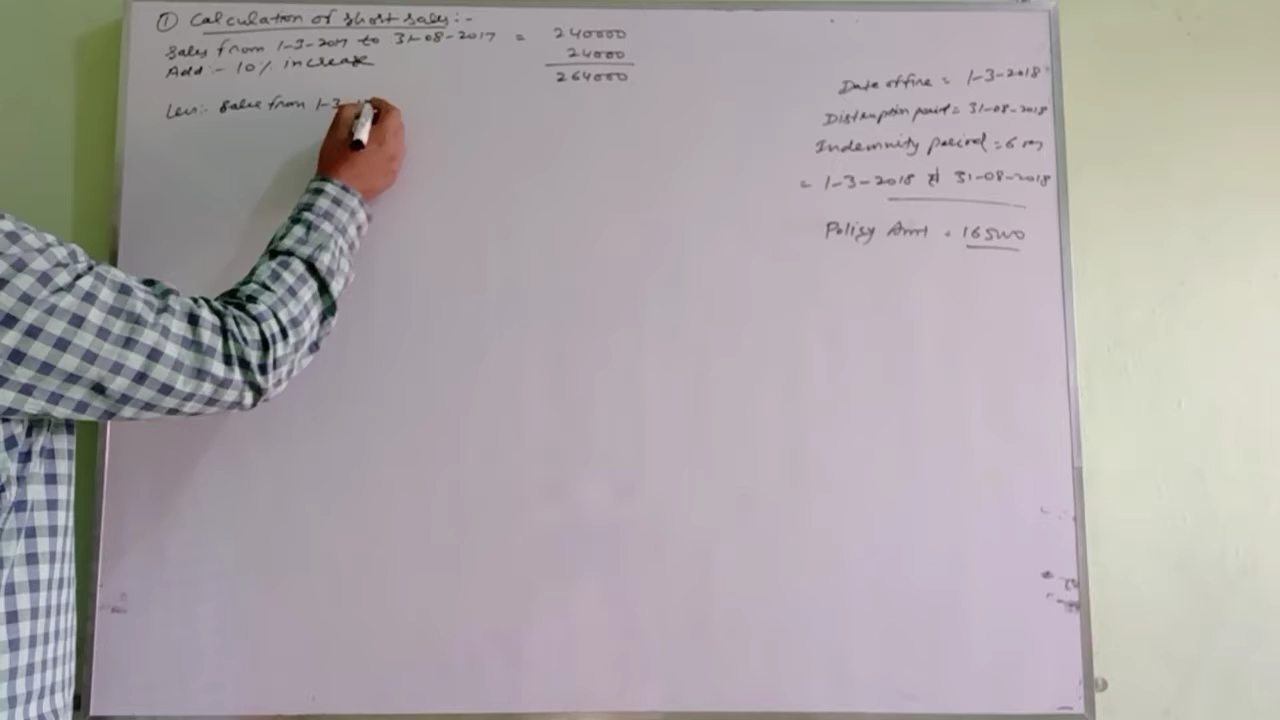 ① Calculation of short sales:-
Sales from 1-3-2017 to 31-08-2017 = 240000
Add:- 10% increase 24000
264000
Less:- Sales from 1-3-
Date of fire = 1-3-2018
Distruption point = 31-08-2018
Indemnity period = 6 m
= 1-3-2018 to 31-08-2018
Policy Amt = 165000